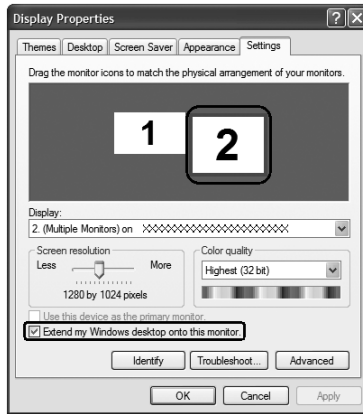 Display Properties
Themes Desktop Screen Saver Appearance Settings
Drag the monitor icons to match the physical arrangement of your monitors.
1 2
Display:
2. (Multiple Monitors) on XXXXXXXXXXXXXXXXXXXXXX
Screen resolution Color quality
Less More Highest (32 bit)
1280 by 1024 pixels
Use this device as the primary monitor.
Extend my Windows desktop onto this monitor.
Identify Troubleshoot... Advanced
OK Cancel Apply